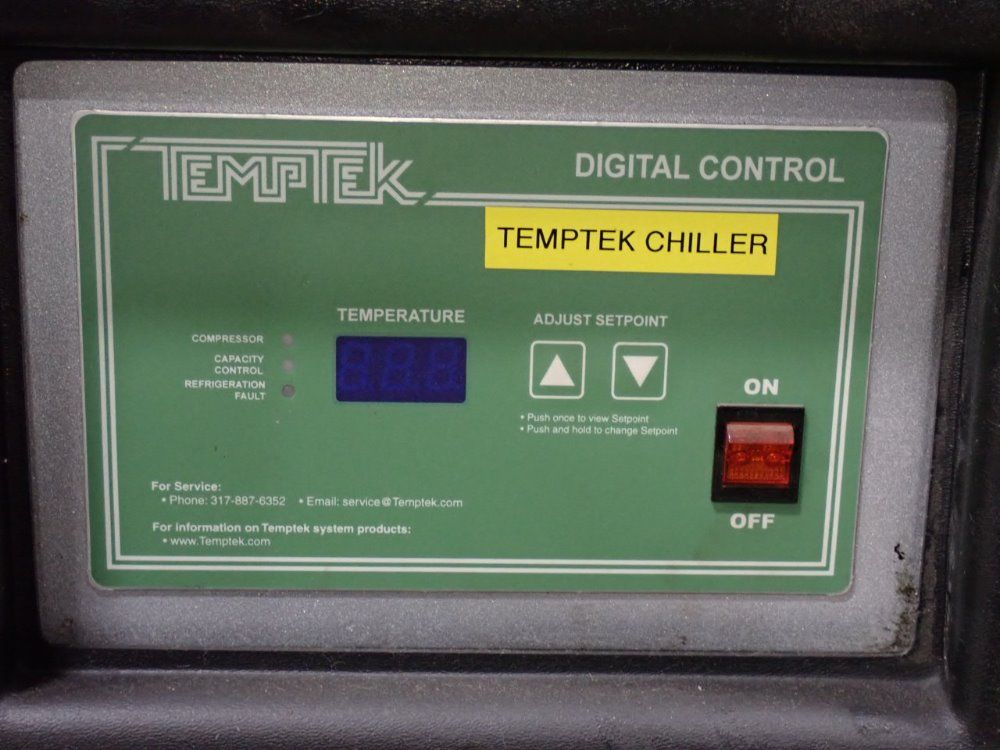 TEMPTEK
DIGITAL CONTROL
TEMPTEK CHILLER
TEMPERATURE
ADJUST SETPOINT
COMPRESSOR
CAPACITY
CONTROL
REFRIGERATION
FAULT
• Push once to view Setpoint
• Push and hold to change Setpoint
ON
OFF
For Service:
• Phone: 317-887-6352 • Email: service@Temptek.com
For information on Temptek system products:
• www.Temptek.com